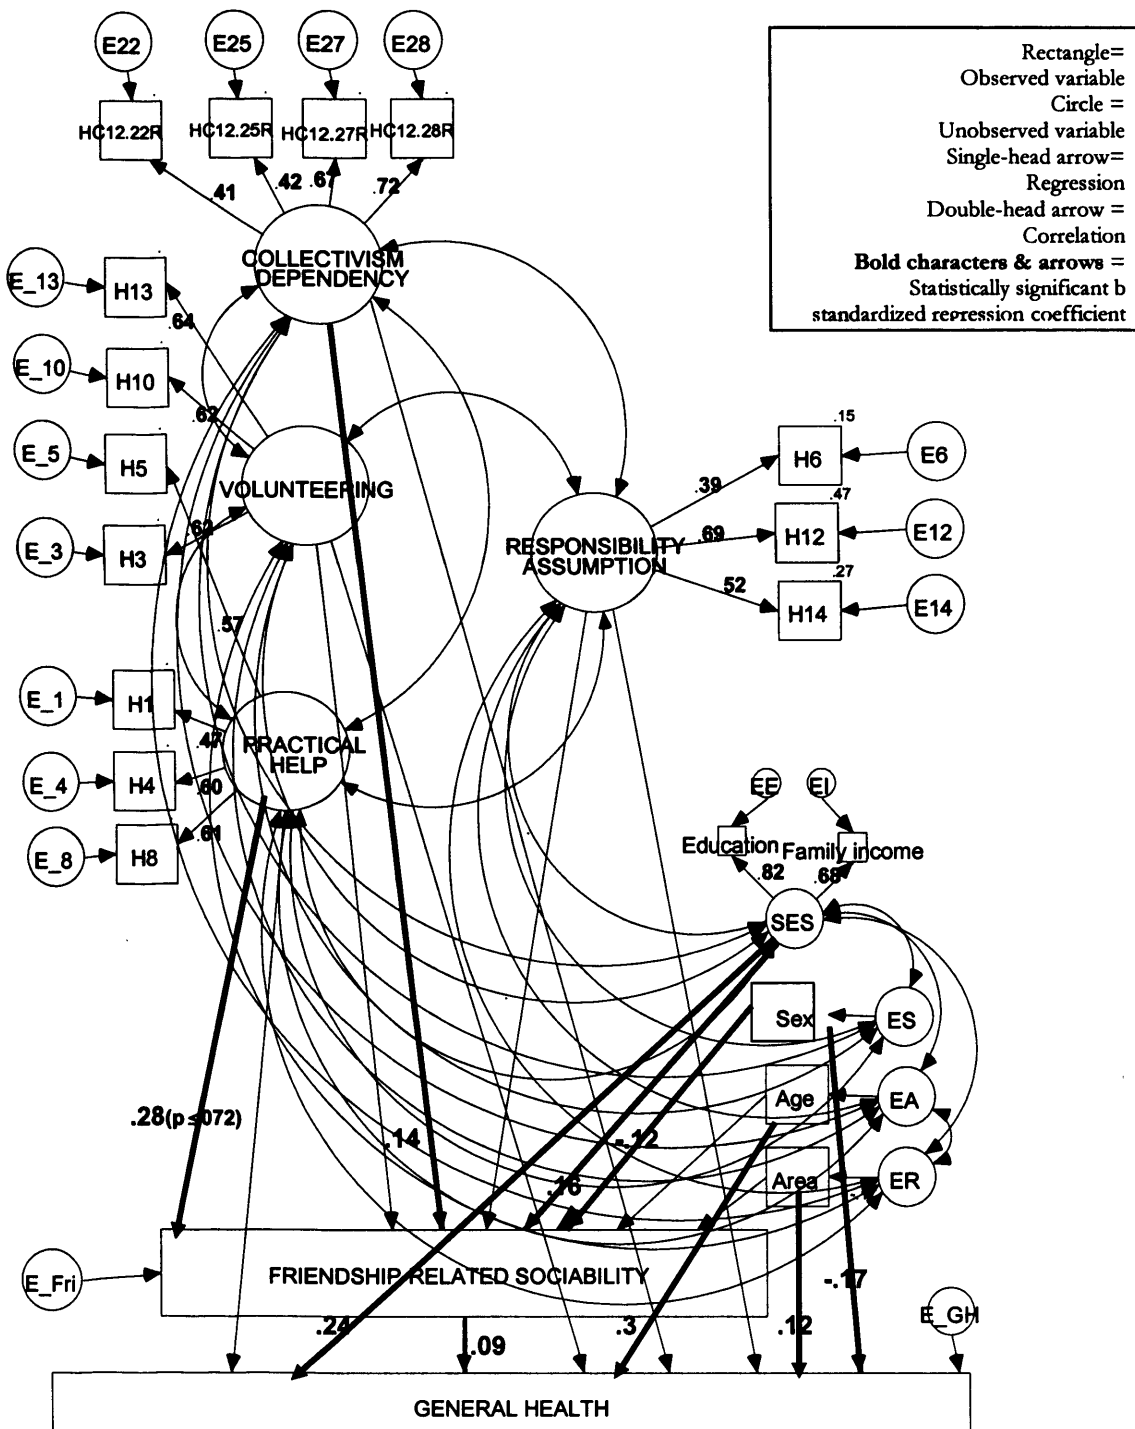 E22
E25
E27
E28
HC12.22R
HC12.25R
HC12.27R
HC12.28R
.41
.42
.67
.72
Rectangle=
Observed variable
Circle =
Unobserved variable
Single-head arrow=
Regression
Double-head arrow =
Correlation
Bold characters & arrows =
Statistically significant b
standardized regression coefficient
COLLECTIVISM
DEPENDENCY
E_13
H13
.64
E_10
H10
.62
E_5
H5
VOLUNTEERING
E_3
H3
.62
.57
RESPONSIBILITY
ASSUMPTION
.39
.15
H6
E6
.69
.47
H12
E12
.52
.27
H14
E14
E_1
H1
.47
PRACTICAL
HELP
E_4
H4
.60
E_8
H8
.61
EE
EI
Education
Family income
.82
.68
SES
Sex
ES
Age
EA
Area
ER
.28(p ≤072)
.14
-.12
.16
E_Fri
FRIENDSHIP RELATED SOCIABILITY
-.17
E_GH
.24
.09
.3
.12
GENERAL HEALTH